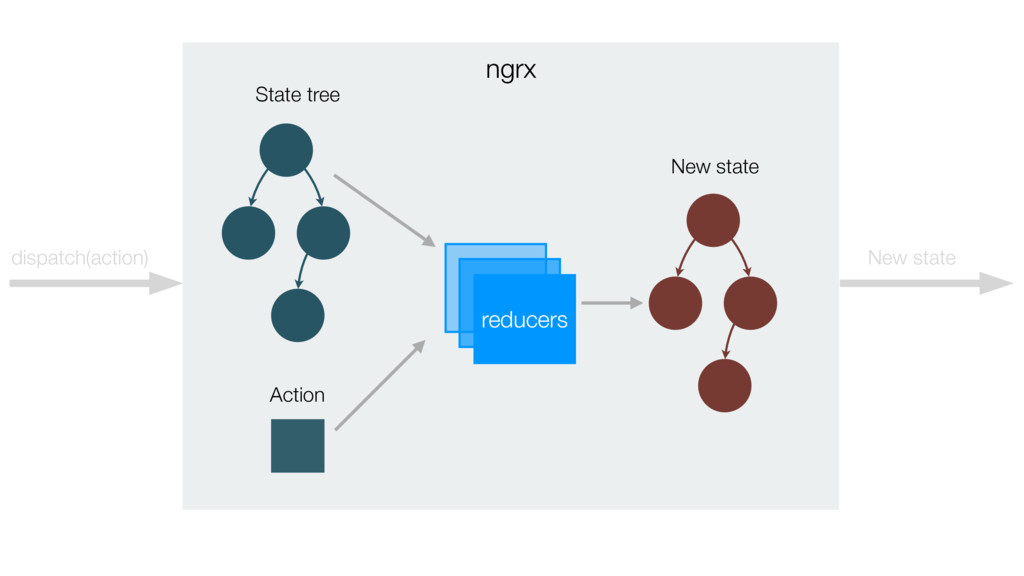 ngrx
State tree
New state
dispatch(action)
New state
reducers
Action